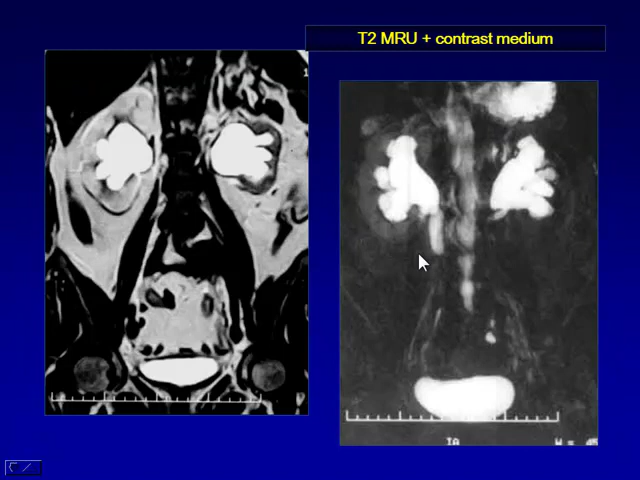 T2 MRU + contrast medium
W =